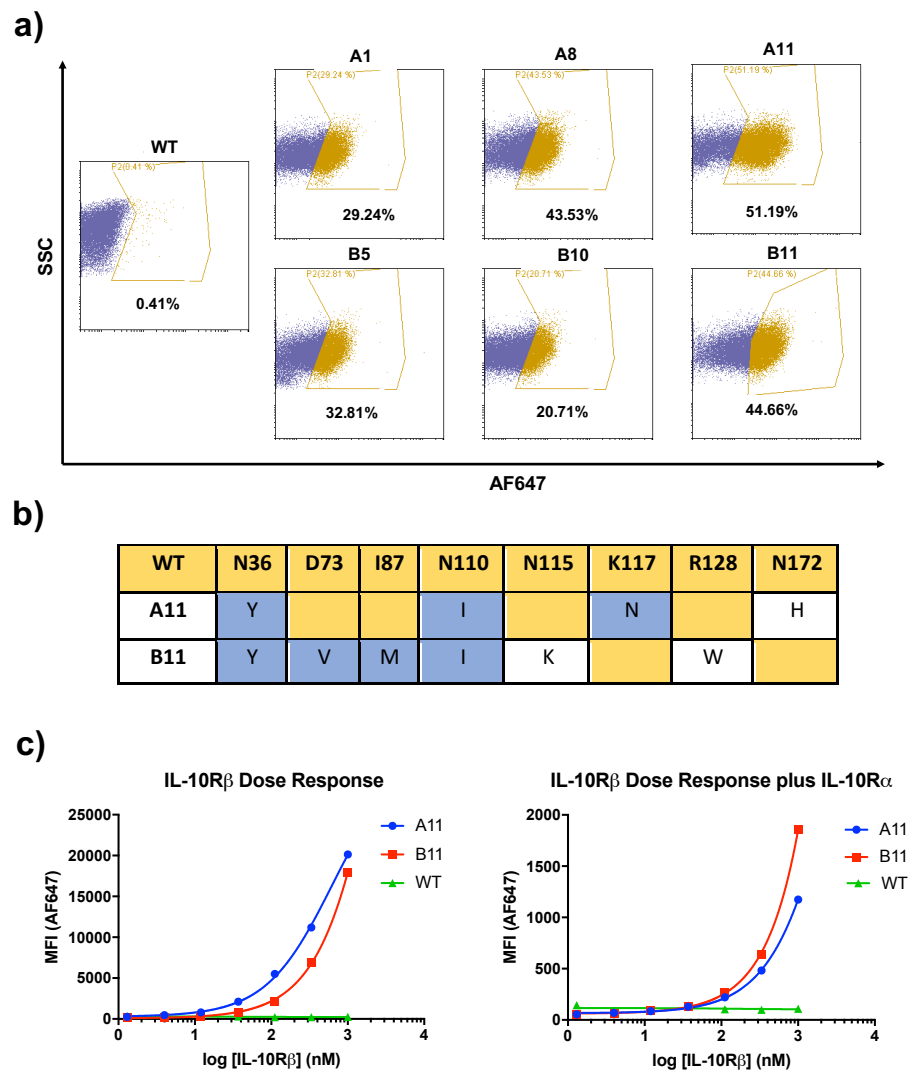 a)
A1 A8 A11
P2(29.24 %) P2(43.53 %) P2(51.19 %)
WT
P2(0.41 %)
29.24% 43.53% 51.19%
SSC
B5 B10 B11
P2(32.81 %) P2(20.71 %) P2(44.66 %)
0.41%
32.81% 20.71% 44.66%
AF647
b)
WT N36 D73 I87 N110 N115 K117 R128 N172
A11 Y I N H
B11 Y V M I K W
c)
IL-10Rβ Dose Response
25000
20000
15000
10000
5000
0
MFI (AF647)
0 1 2 3 4
log [IL-10Rβ] (nM)
A11
B11
WT
IL-10Rβ Dose Response plus IL-10Rα
2000
1500
1000
500
0
MFI (AF647)
0 1 2 3 4
log [IL-10Rβ] (nM)
A11
B11
WT